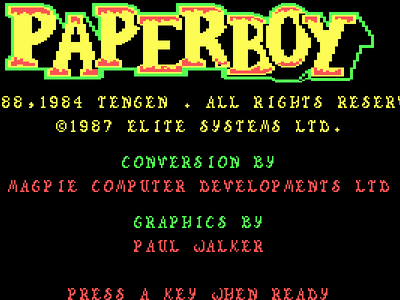 PAPERBOY
88,1984 TENGEN . ALL RIGHTS RESERV
©1987 ELITE SYSTEMS LTD.
CONVERSION BY
MAGPIE COMPUTER DEVELOPMENTS LTD
GRAPHICS BY
PAUL WALKER
PRESS A KEY WHEN READY